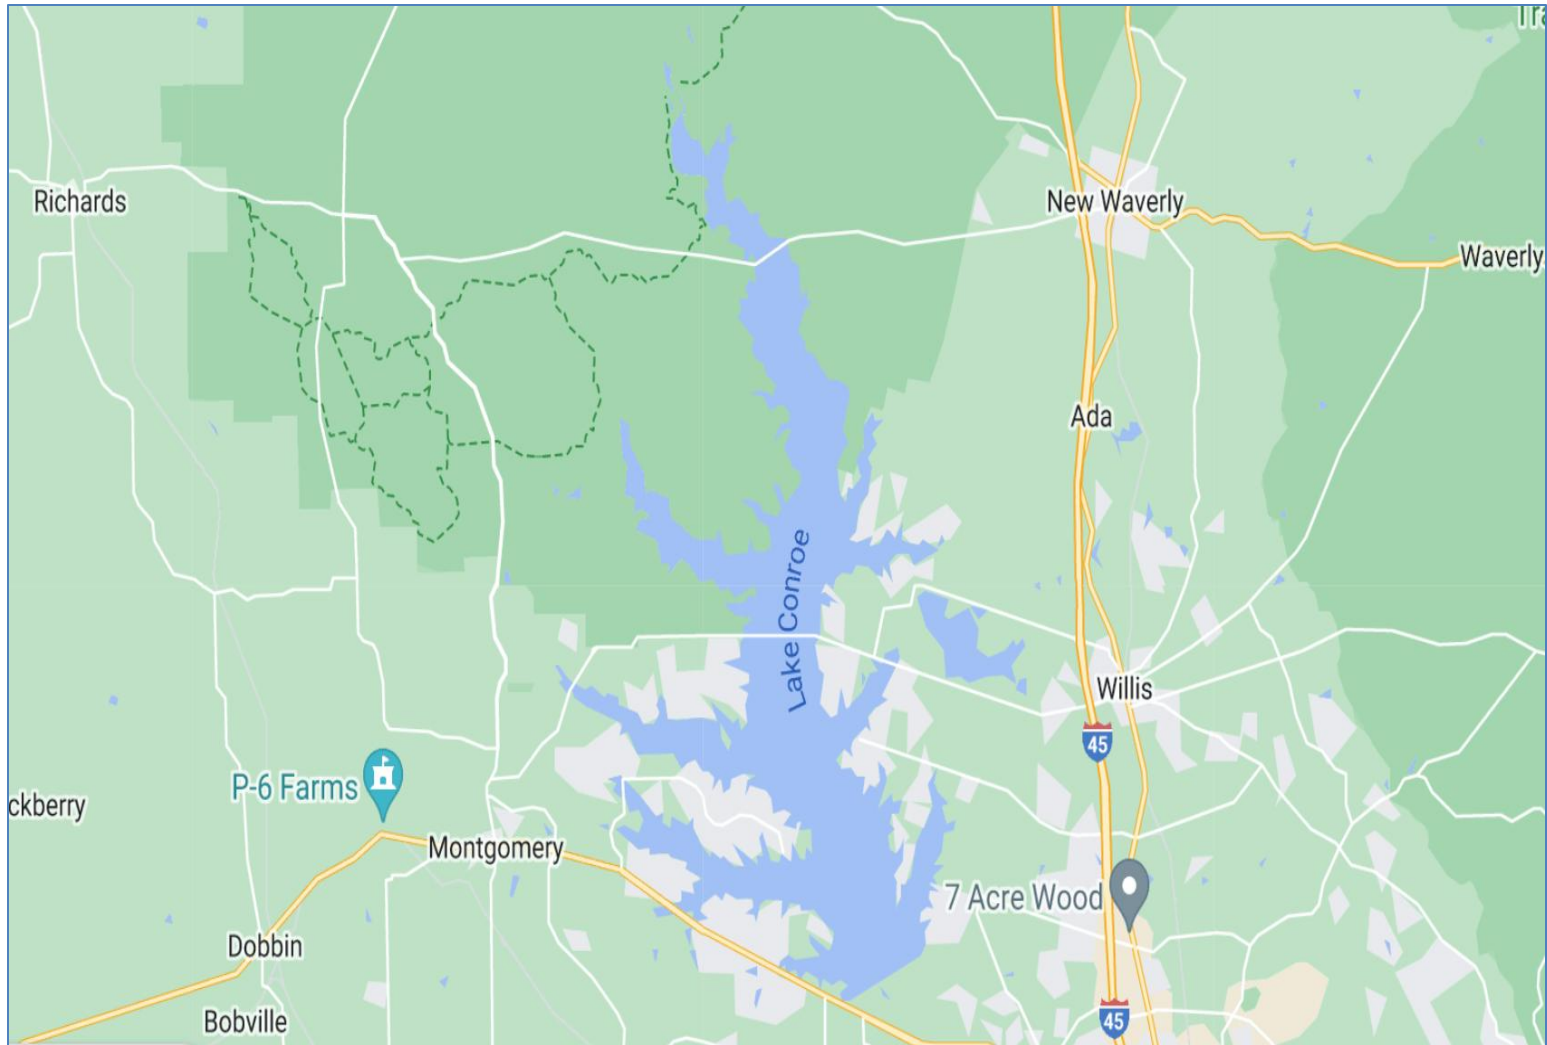 Tra
Richards
New Waverly
Waverly
Ada
Lake Conroe
Willis
45
P-6 Farms
ckberry
Montgomery
7 Acre Wood
Dobbin
Bobville
45